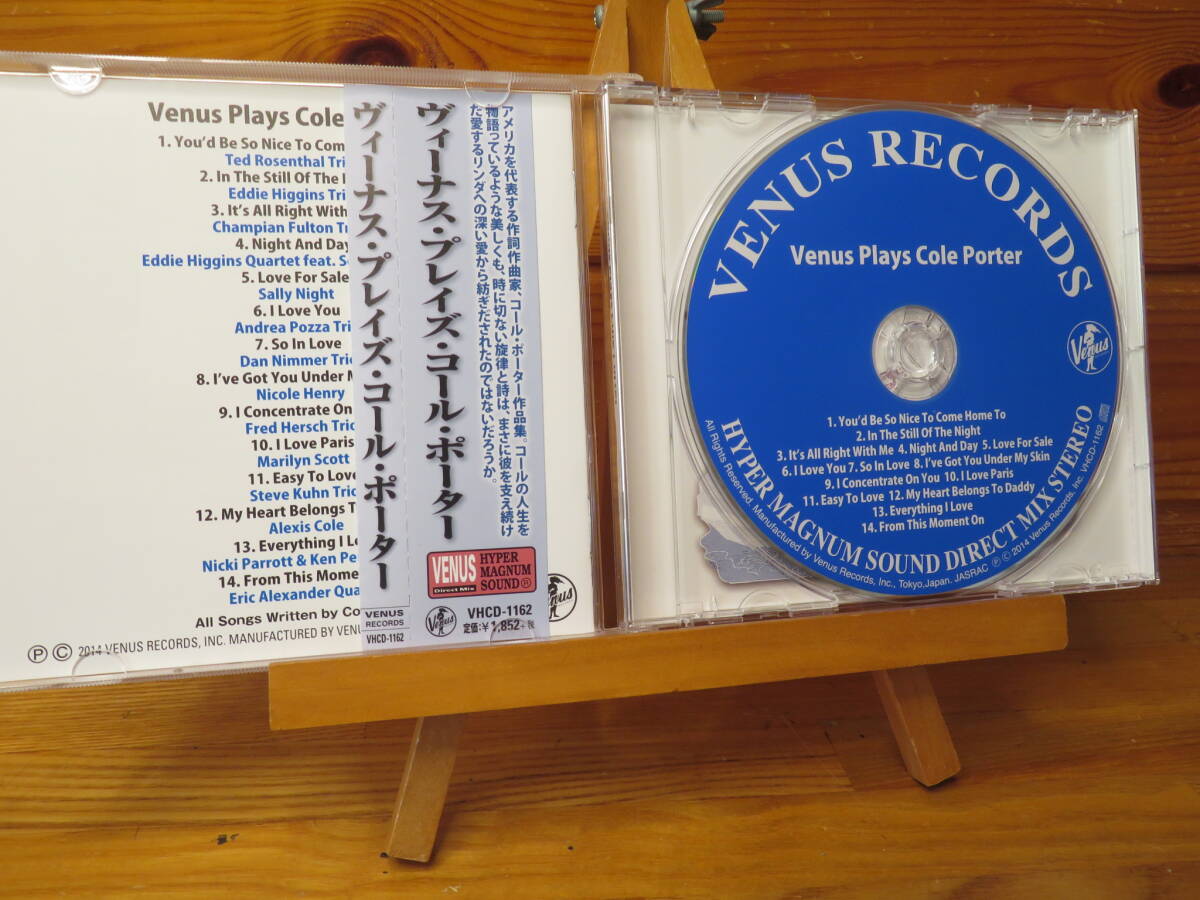 Venus Plays Cole
1. You'd Be So Nice To Com
Ted Rosenthal Tri
2. In The Still Of The
Eddie Higgins Tri
3. It's All Right With
Champian Fulton Tr
4. Night And Day
Eddie Higgins Quartet feat. S
5. Love For Sale
Sally Night
6. I Love You
Andrea Pozza Tri
7. So In Love
Dan Nimmer Tri
8. I've Got You Under
Nicole Henry
9. I Concentrate On
Fred Hersch Tri
10. I Love Paris
Marilyn Scott
11. Easy To Love
Steve Kuhn Tri
12. My Heart Belongs
Alexis Cole
13. Everything I L
Nicki Parrott & Ken Pe
14. From This Mome
Eric Alexander Qua
All Songs Written by Co
Ⓟ © 2014 VENUS RECORDS, INC. MANUFACTURED BY VENU
ヴィーナス・プレイズ・コール・ポーター
VENUS
RECORDS
VHCD-1162
アメリカを代表する作詞作曲家、コール・ポーター作品集。コールの人生を
物語っているような美しくも、時に切ない旋律と詩は、まさに彼を支え続け
た愛するリンダへの深い愛から紡ぎだされたのではないだろうか。
ヴィーナス・プレイズ・コール・ポーター
VENUS
Direct Mix
HYPER
MAGNUM
SOUND®
Venus
VHCD-1162
定価:¥1,852+税
Venus
VENUS RECORDS
Venus Plays Cole Porter
Venus
1. You'd Be So Nice To Come Home To
2. In The Still Of The Night
3. It's All Right With Me 4. Night And Day 5. Love For Sale
6. I Love You 7. So In Love 8. I've Got You Under My Skin
9. I Concentrate On You 10. I Love Paris
11. Easy To Love 12. My Heart Belongs To Daddy
13. Everything I Love
14. From This Moment On
All Rights Reserved. Manufactured by Venus Records, Inc., Tokyo,Japan. JASRAC Ⓟ © 2014 Venus Records, Inc. VHCD-1162
HYPER MAGNUM SOUND DIRECT MIX STEREO